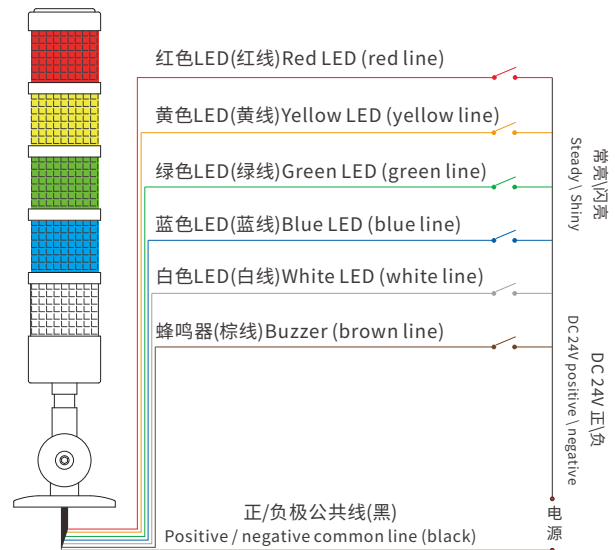 红色LED(红线)Red LED (red line)
黄色LED(黄线)Yellow LED (yellow line)
绿色LED(绿线)Green LED (green line)
蓝色LED(蓝线)Blue LED (blue line)
白色LED(白线)White LED (white line)
蜂鸣器(棕线)Buzzer (brown line)
常亮\闪亮
Steady \ Shiny
DC 24V 正\负
DC 24V positive \ negative
正/负极公共线(黑)
Positive / negative common line (black)
电源